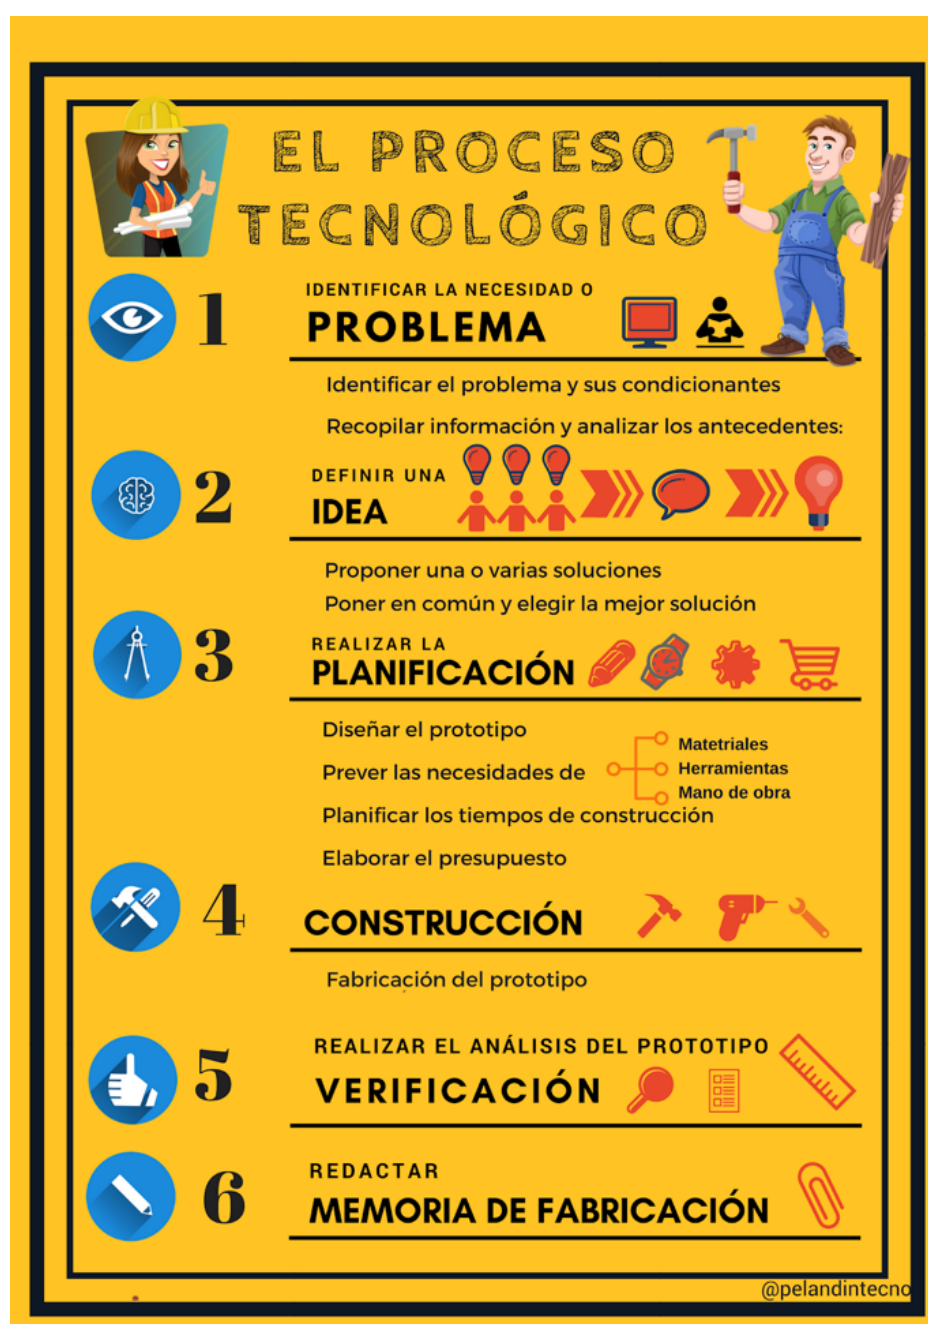 EL PROCESO
TECNOLÓGICO
1
IDENTIFICAR LA NECESIDAD O
PROBLEMA
Identificar el problema y sus condicionantes
Recopilar información y analizar los antecedentes:
2
DEFINIR UNA
IDEA
Proponer una o varias soluciones
Poner en común y elegir la mejor solución
3
REALIZAR LA
PLANIFICACIÓN
Diseñar el prototipo
Prever las necesidades de
Matetriales
Herramientas
Mano de obra
Planificar los tiempos de construcción
Elaborar el presupuesto
4
CONSTRUCCIÓN
Fabricación del prototipo
5
REALIZAR EL ANÁLISIS DEL PROTOTIPO
VERIFICACIÓN
6
REDACTAR
MEMORIA DE FABRICACIÓN
@pelandintecno